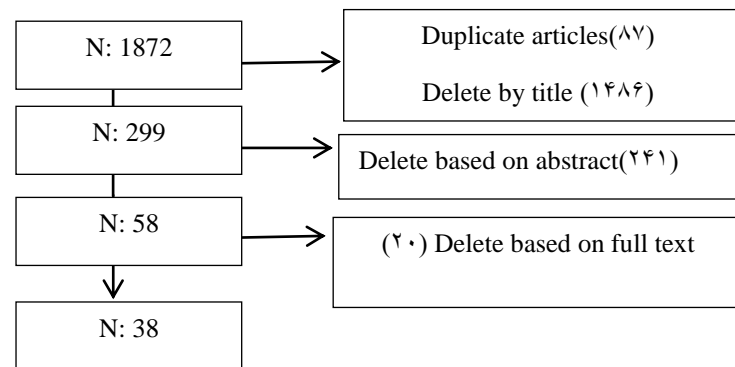 N: 1872
Duplicate articles(۸۷)
Delete by title (۱۴۸۶)
N: 299
Delete based on abstract(۲۴۱)
N: 58
(۲۰) Delete based on full text
N: 38